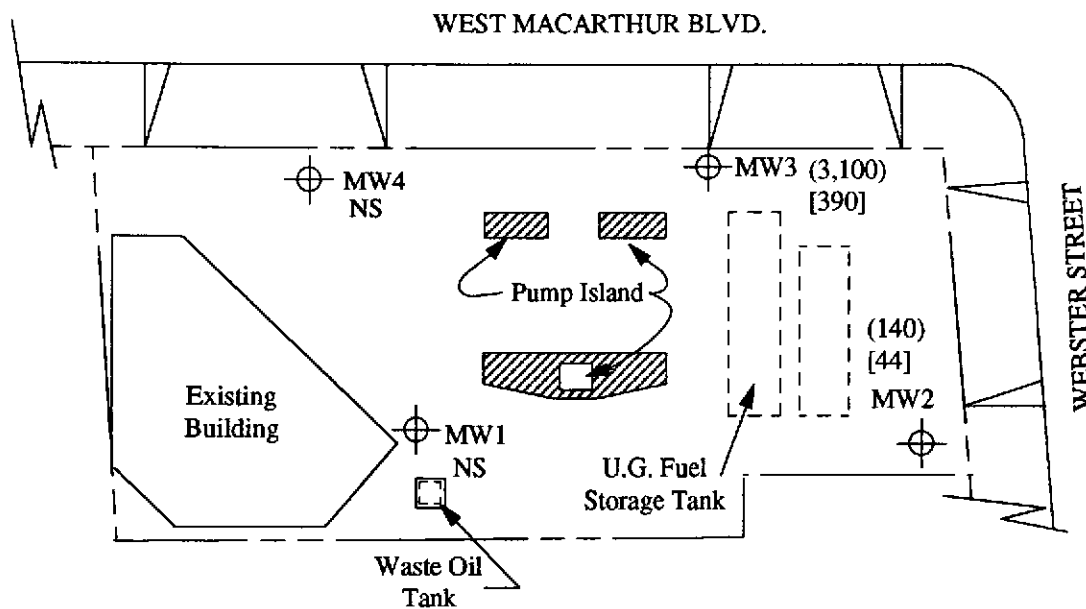 WEST MACARTHUR BLVD.
MW4
NS
MW3
(3,100)
[390]
Pump Island
WEBSTER STREET
(140)
[44]
MW2
Existing
Building
MW1
NS
U.G. Fuel
Storage Tank
Waste Oil
Tank